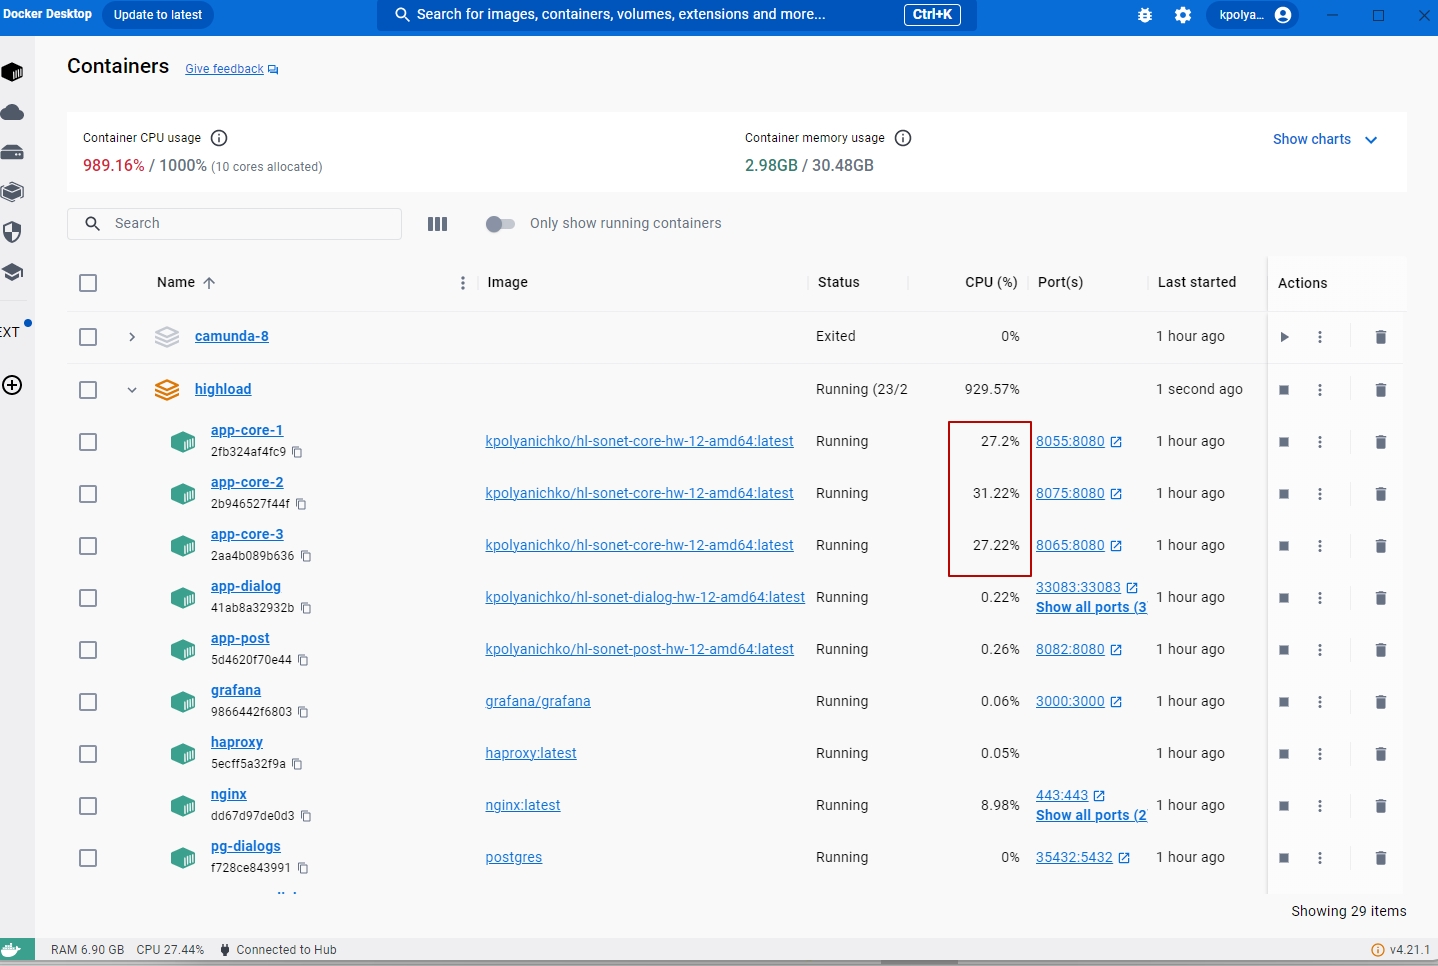 Docker Desktop Update to latest Search for images, containers, volumes, extensions and more... Ctrl+K kpolya...
Containers Give feedback
Container CPU usage
989.16% / 1000% (10 cores allocated)
Container memory usage
2.98GB / 30.48GB
Show charts
Search Only show running containers
Name Image Status CPU (%) Port(s) Last started Actions
EXT
camunda-8 Exited 0% 1 hour ago
highload Running (23/2 929.57% 1 second ago
app-core-1
2fb324af4fc9
kpolyanichko/hl-sonet-core-hw-12-amd64:latest Running 27.2% 8055:8080 1 hour ago
app-core-2
2b946527f44f
kpolyanichko/hl-sonet-core-hw-12-amd64:latest Running 31.22% 8075:8080 1 hour ago
app-core-3
2aa4b089b636
kpolyanichko/hl-sonet-core-hw-12-amd64:latest Running 27.22% 8065:8080 1 hour ago
app-dialog
41ab8a32932b
kpolyanichko/hl-sonet-dialog-hw-12-amd64:latest Running 0.22% 33083:33083 1 hour ago
Show all ports (3
app-post
5d4620f70e44
kpolyanichko/hl-sonet-post-hw-12-amd64:latest Running 0.26% 8082:8080 1 hour ago
grafana
9866442f6803
grafana/grafana Running 0.06% 3000:3000 1 hour ago
haproxy
5ecff5a32f9a
haproxy:latest Running 0.05% 1 hour ago
nginx
dd67d97de0d3
nginx:latest Running 8.98% 443:443 1 hour ago
Show all ports (2
pg-dialogs
f728ce843991
postgres Running 0% 35432:5432 1 hour ago
Showing 29 items
RAM 6.90 GB CPU 27.44% Connected to Hub v4.21.1